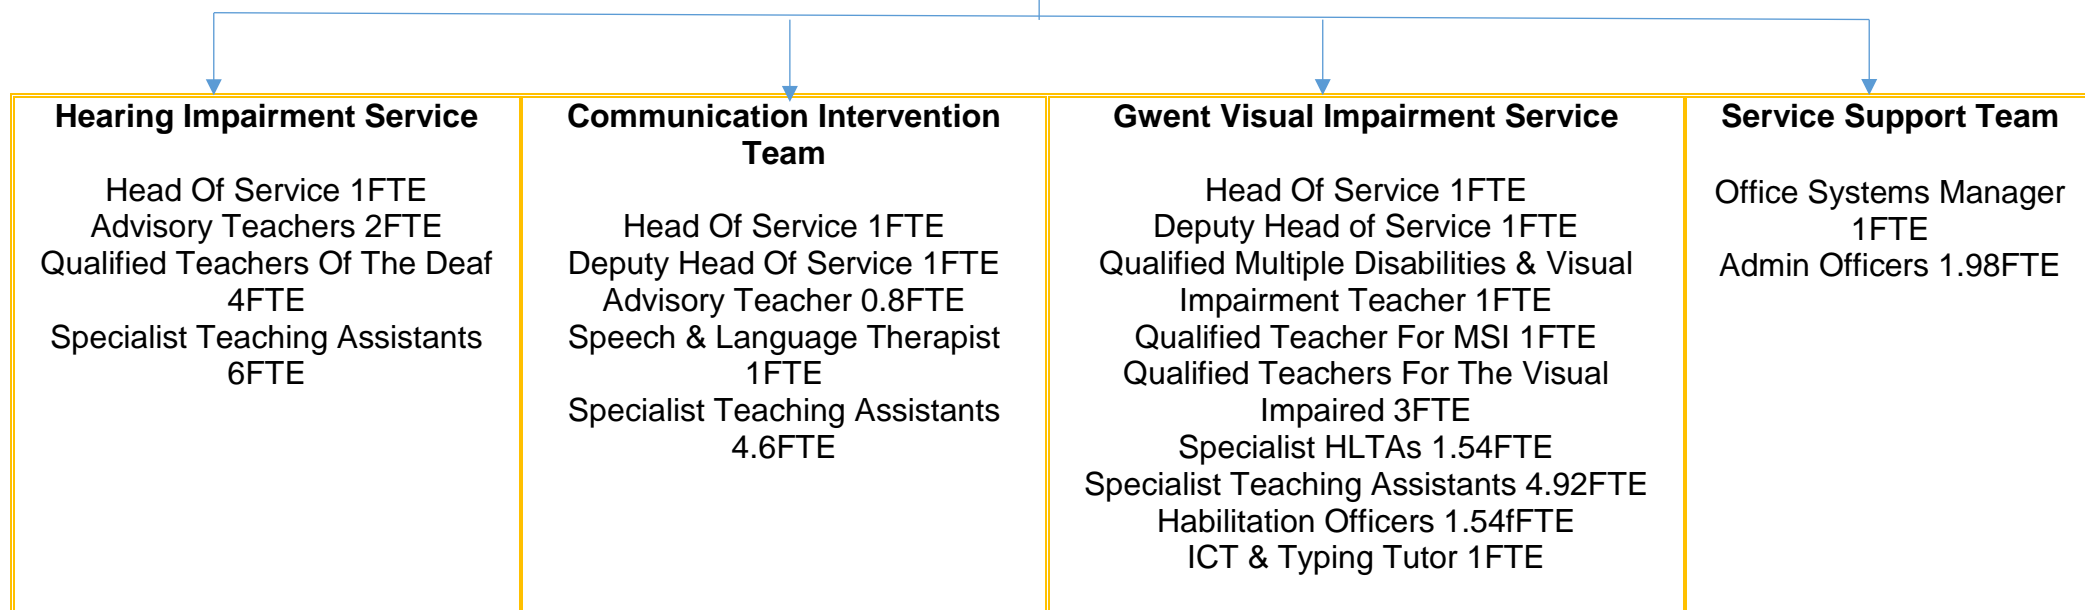 Hearing Impairment Service
Head Of Service 1FTE
Advisory Teachers 2FTE
Qualified Teachers Of The Deaf
4FTE
Specialist Teaching Assistants
6FTE
Communication Intervention
Team
Head Of Service 1FTE
Deputy Head Of Service 1FTE
Advisory Teacher 0.8FTE
Speech & Language Therapist
1FTE
Specialist Teaching Assistants
4.6FTE
Gwent Visual Impairment Service
Head Of Service 1FTE
Deputy Head of Service 1FTE
Qualified Multiple Disabilities & Visual
Impairment Teacher 1FTE
Qualified Teacher For MSI 1FTE
Qualified Teachers For The Visual
Impaired 3FTE
Specialist HLTAs 1.54FTE
Specialist Teaching Assistants 4.92FTE
Habilitation Officers 1.54fFTE
ICT & Typing Tutor 1FTE
Service Support Team
Office Systems Manager
1FTE
Admin Officers 1.98FTE